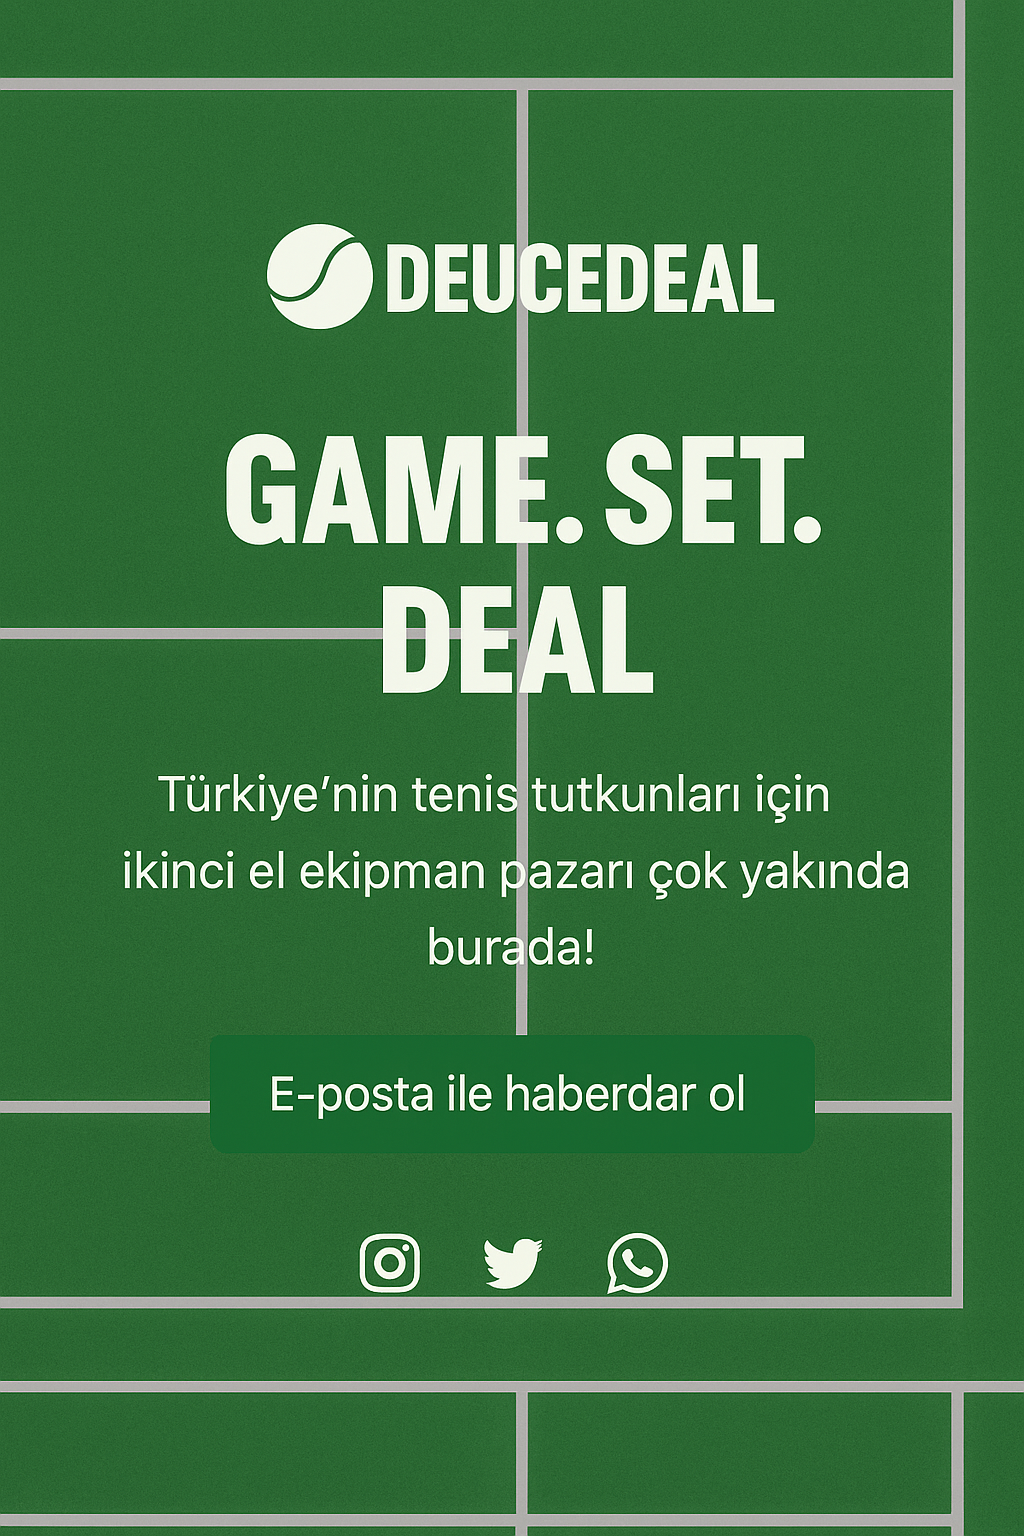 DEUCEDEAL
GAME. SET.
DEAL
Türkiye’nin tenis tutkunları için
ikinci el ekipman pazarı çok yakında
burada!
E-posta ile haberdar ol